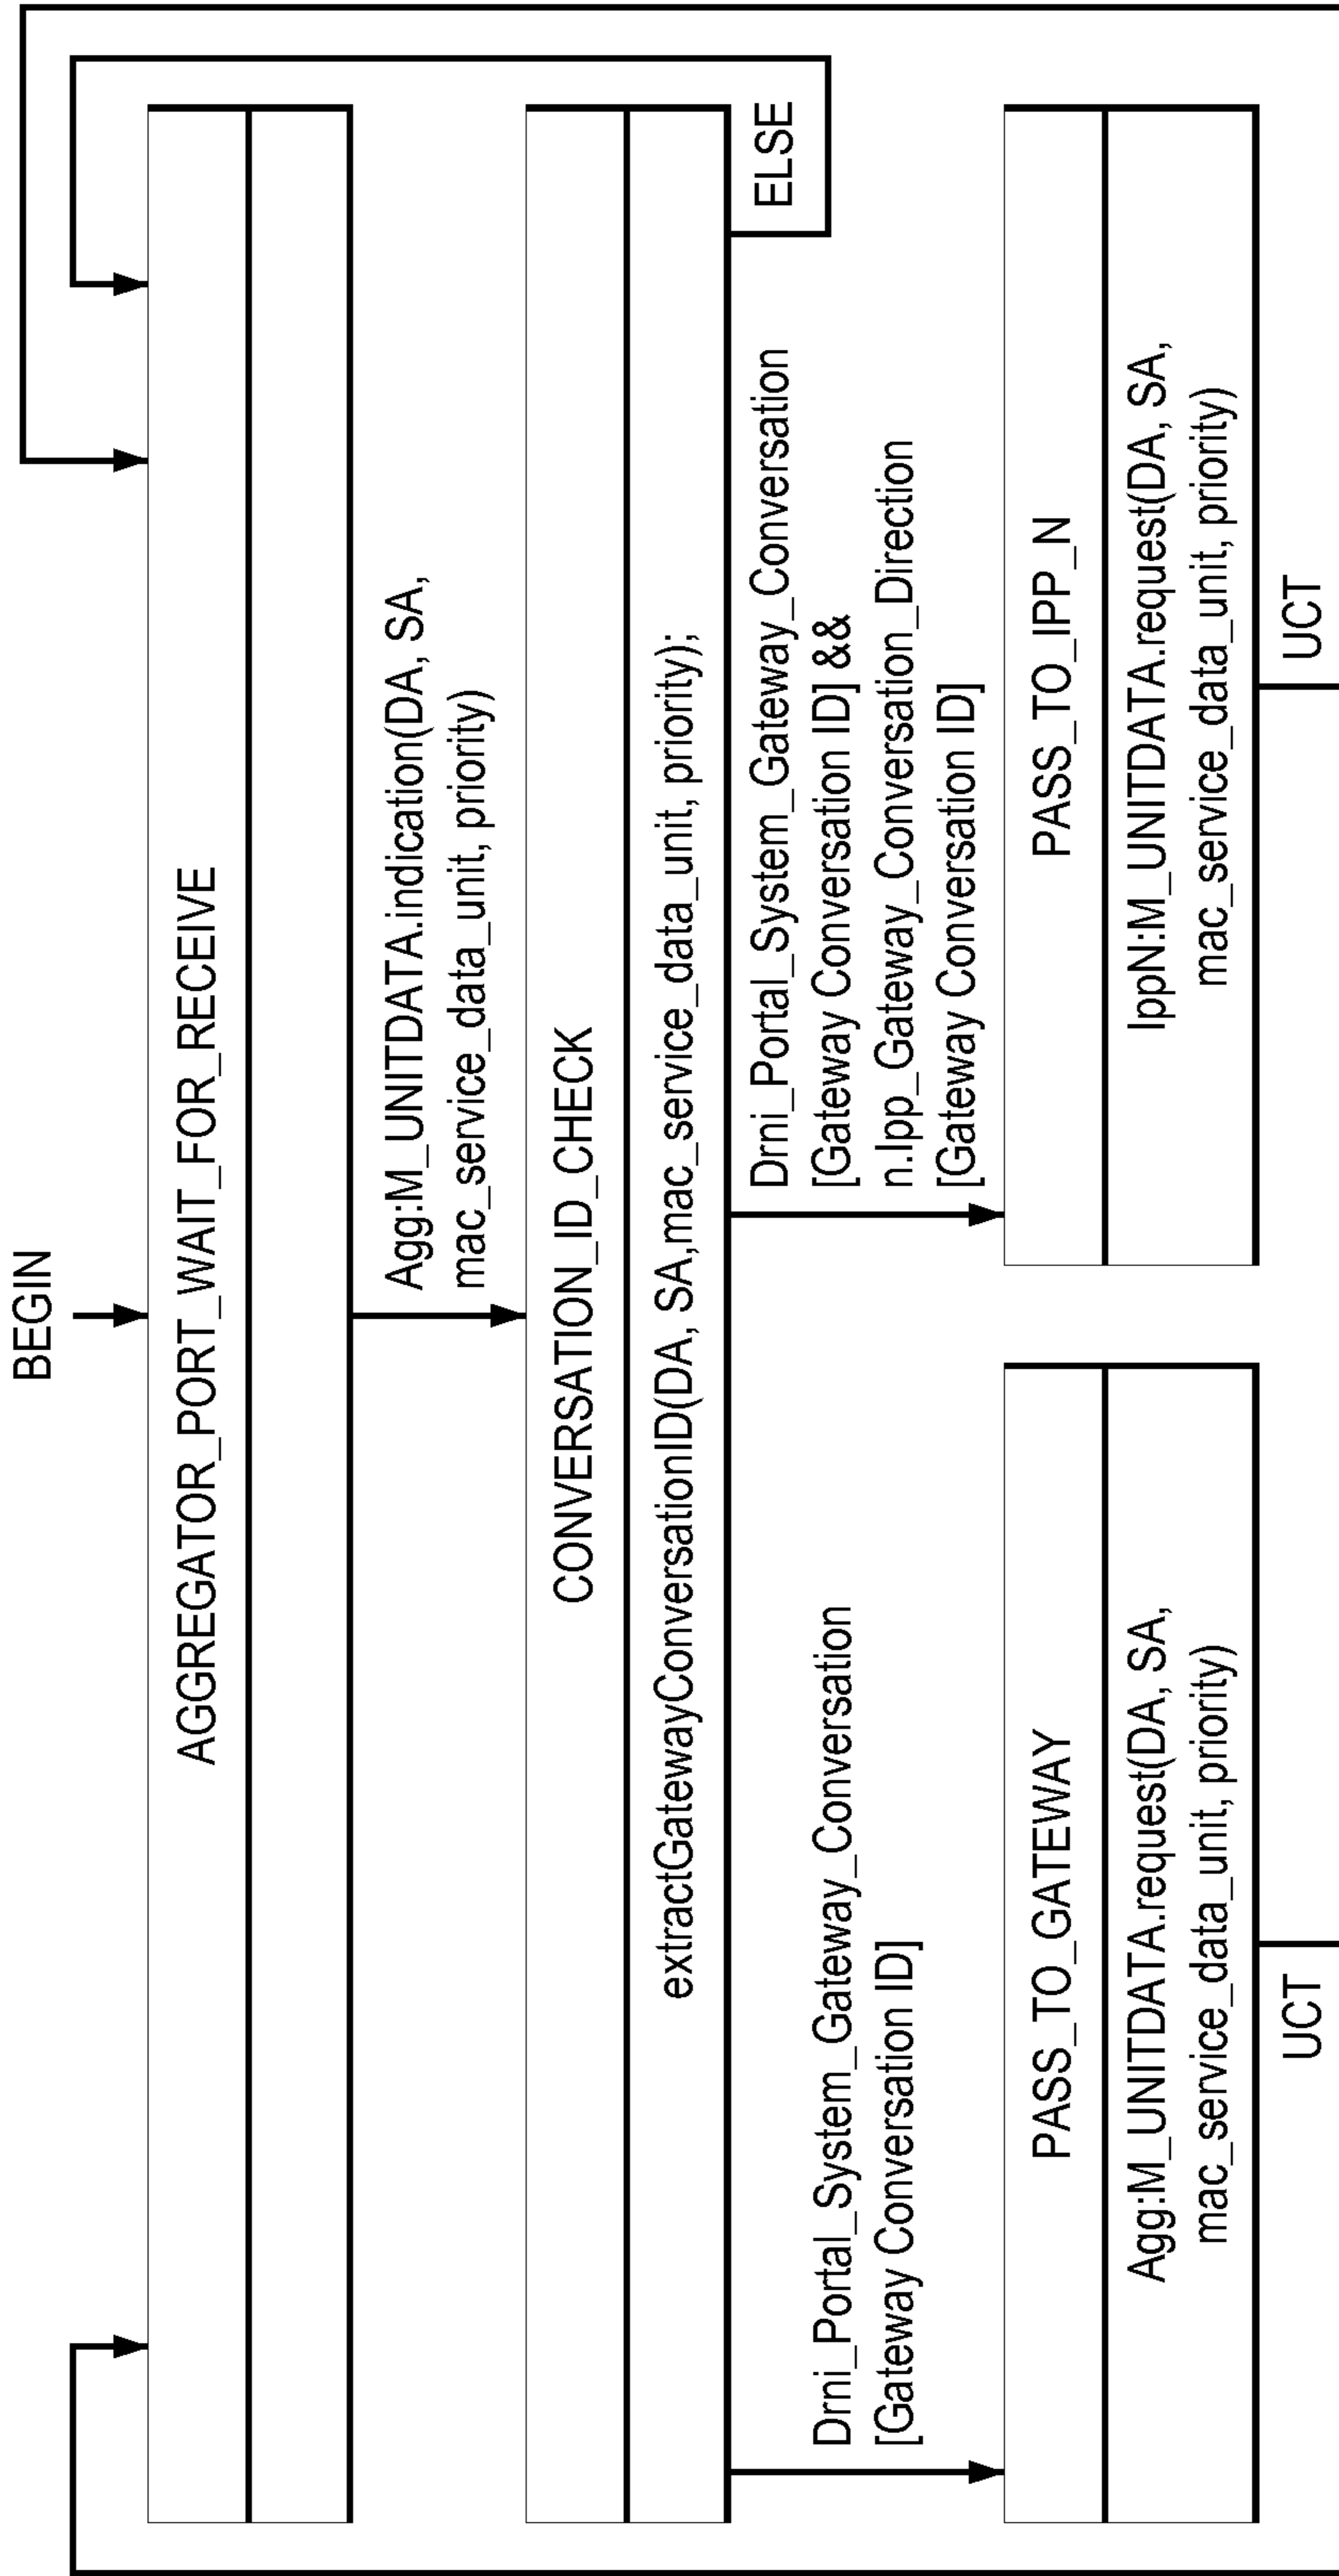 BEGIN
AGGREGATOR_PORT_WAIT_FOR_RECEIVE
Agg:M_UNITDATA.indication(DA, SA,
mac_service_data_unit, priority)
CONVERSATION_ID_CHECK
extractGatewayConversationID(DA, SA,mac_service_data_unit, priority);
ELSE
Drni_Portal_System_Gateway_Conversation
[Gateway Conversation ID]
Drni_Portal_System_Gateway_Conversation
[Gateway Conversation ID] &&
n.Ipp_Gateway_Conversation_Direction
[Gateway Conversation ID]
PASS_TO_GATEWAY
Agg:M_UNITDATA.request(DA, SA,
mac_service_data_unit, priority)
UCT
PASS_TO_IPP_N
IppN:M_UNITDATA.request(DA, SA,
mac_service_data_unit, priority)
UCT